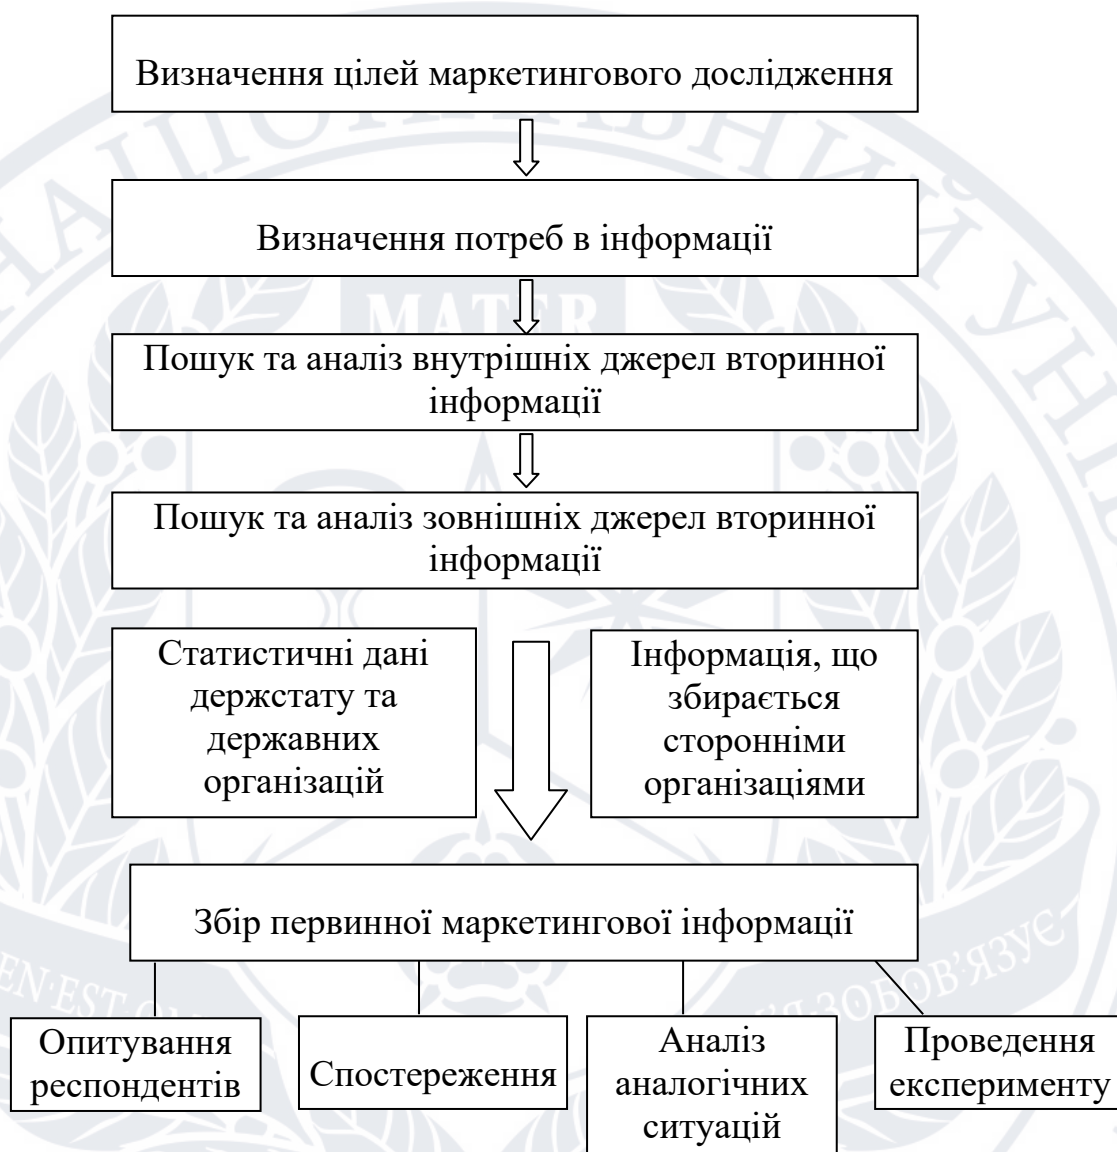 Визначення цілей маркетингового дослідження
Визначення потреб в інформації
MATER
Пошук та аналіз внутрішніх джерел вторинної
інформації
Пошук та аналіз зовнішніх джерел вторинної
інформації
Статистичні дані
держстату та
державних
організацій
Інформація, що
збирається
сторонніми
організаціями
Збір первинної маркетингової інформації
Опитування
респондентів
Спостереження
Аналіз
аналогічних
ситуацій
Проведення
експерименту